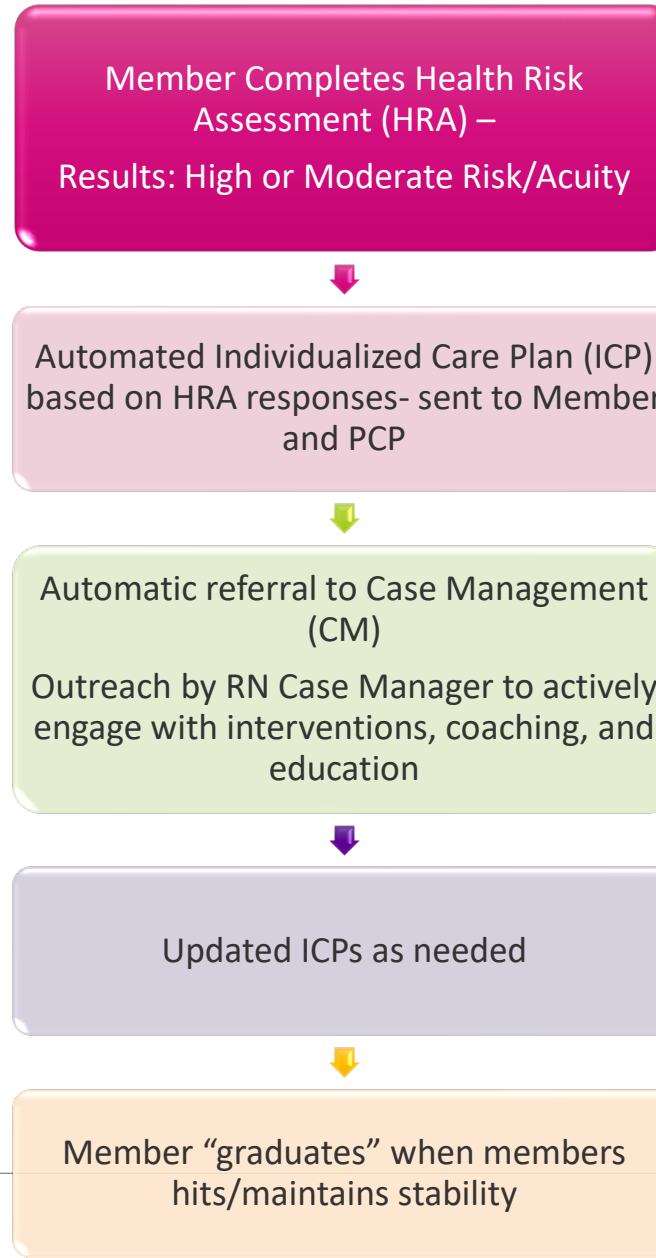 Member Completes Health Risk
Assessment (HRA) –
Results: High or Moderate Risk/Acuity
Automated Individualized Care Plan (ICP)
based on HRA responses- sent to Member
and PCP
Automatic referral to Case Management
(CM)
Outreach by RN Case Manager to actively
engage with interventions, coaching, and
education
Updated ICPs as needed
Member “graduates” when members
hits/maintains stability